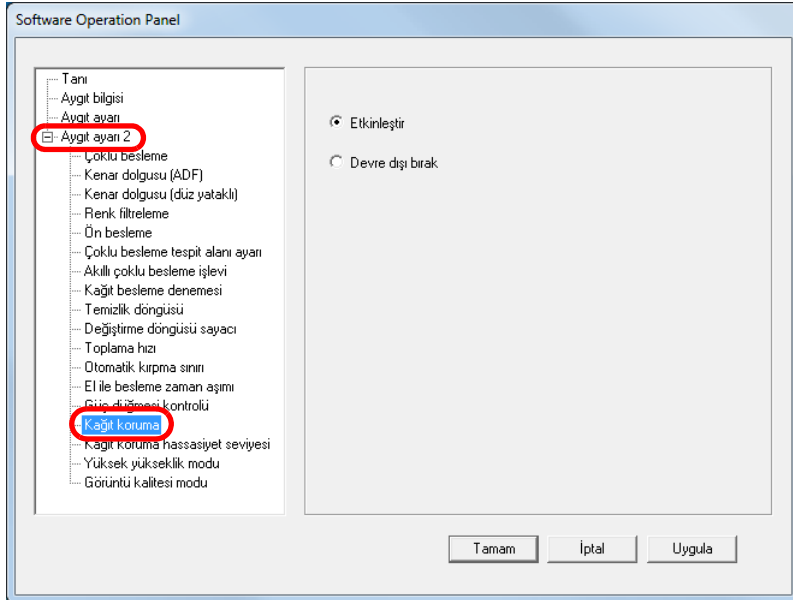 Software Operation Panel
Tanı
Aygıt bilgisi
Aygıt ayarı
Aygıt ayarı 2
Çoklu besleme
Kenar dolgusu (ADF)
Kenar dolgusu (düz yataklı)
Renk filtreleme
Ön besleme
Çoklu besleme tespit alanı ayarı
Akıllı çoklu besleme işlevi
Kağıt besleme denemesi
Temizlik döngüsü
Değiştirme döngüsü sayacı
Toplama hızı
Otomatik kırpma sınırı
El ile besleme zaman aşımı
Güç düğmesi kontrolü
Kağıt koruma
Kağıt koruma hassasiyet seviyesi
Yüksek yükseklik modu
Görüntü kalitesi modu
Etkinleştir
Devre dışı bırak
Tamam
İptal
Uygula